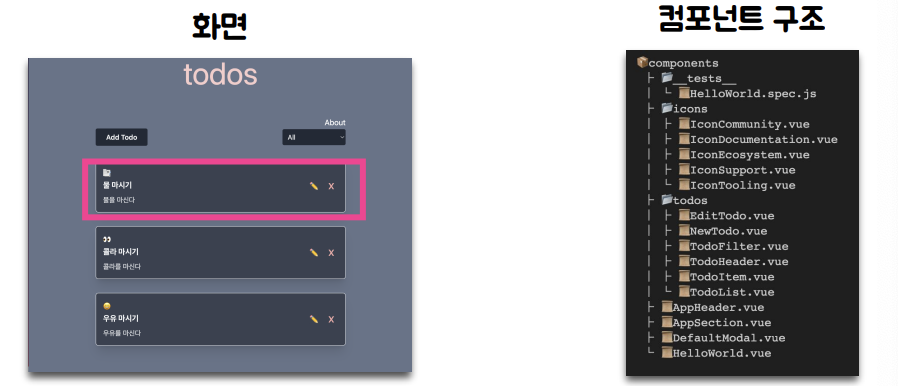 화면
todos
About
Add Todo
All
물 마시기
X
물을 마신다
콜라 마시기
X
콜라를 마신다
우유 마시기
X
우유를 마신다
컴포넌트 구조
components
__tests__
HelloWorld.spec.js
icons
IconCommunity.vue
IconDocumentation.vue
IconEcosystem.vue
IconSupport.vue
IconTooling.vue
todos
EditTodo.vue
NewTodo.vue
TodoFilter.vue
TodoHeader.vue
TodoItem.vue
TodoList.vue
AppHeader.vue
AppSection.vue
DefaultModal.vue
HelloWorld.vue